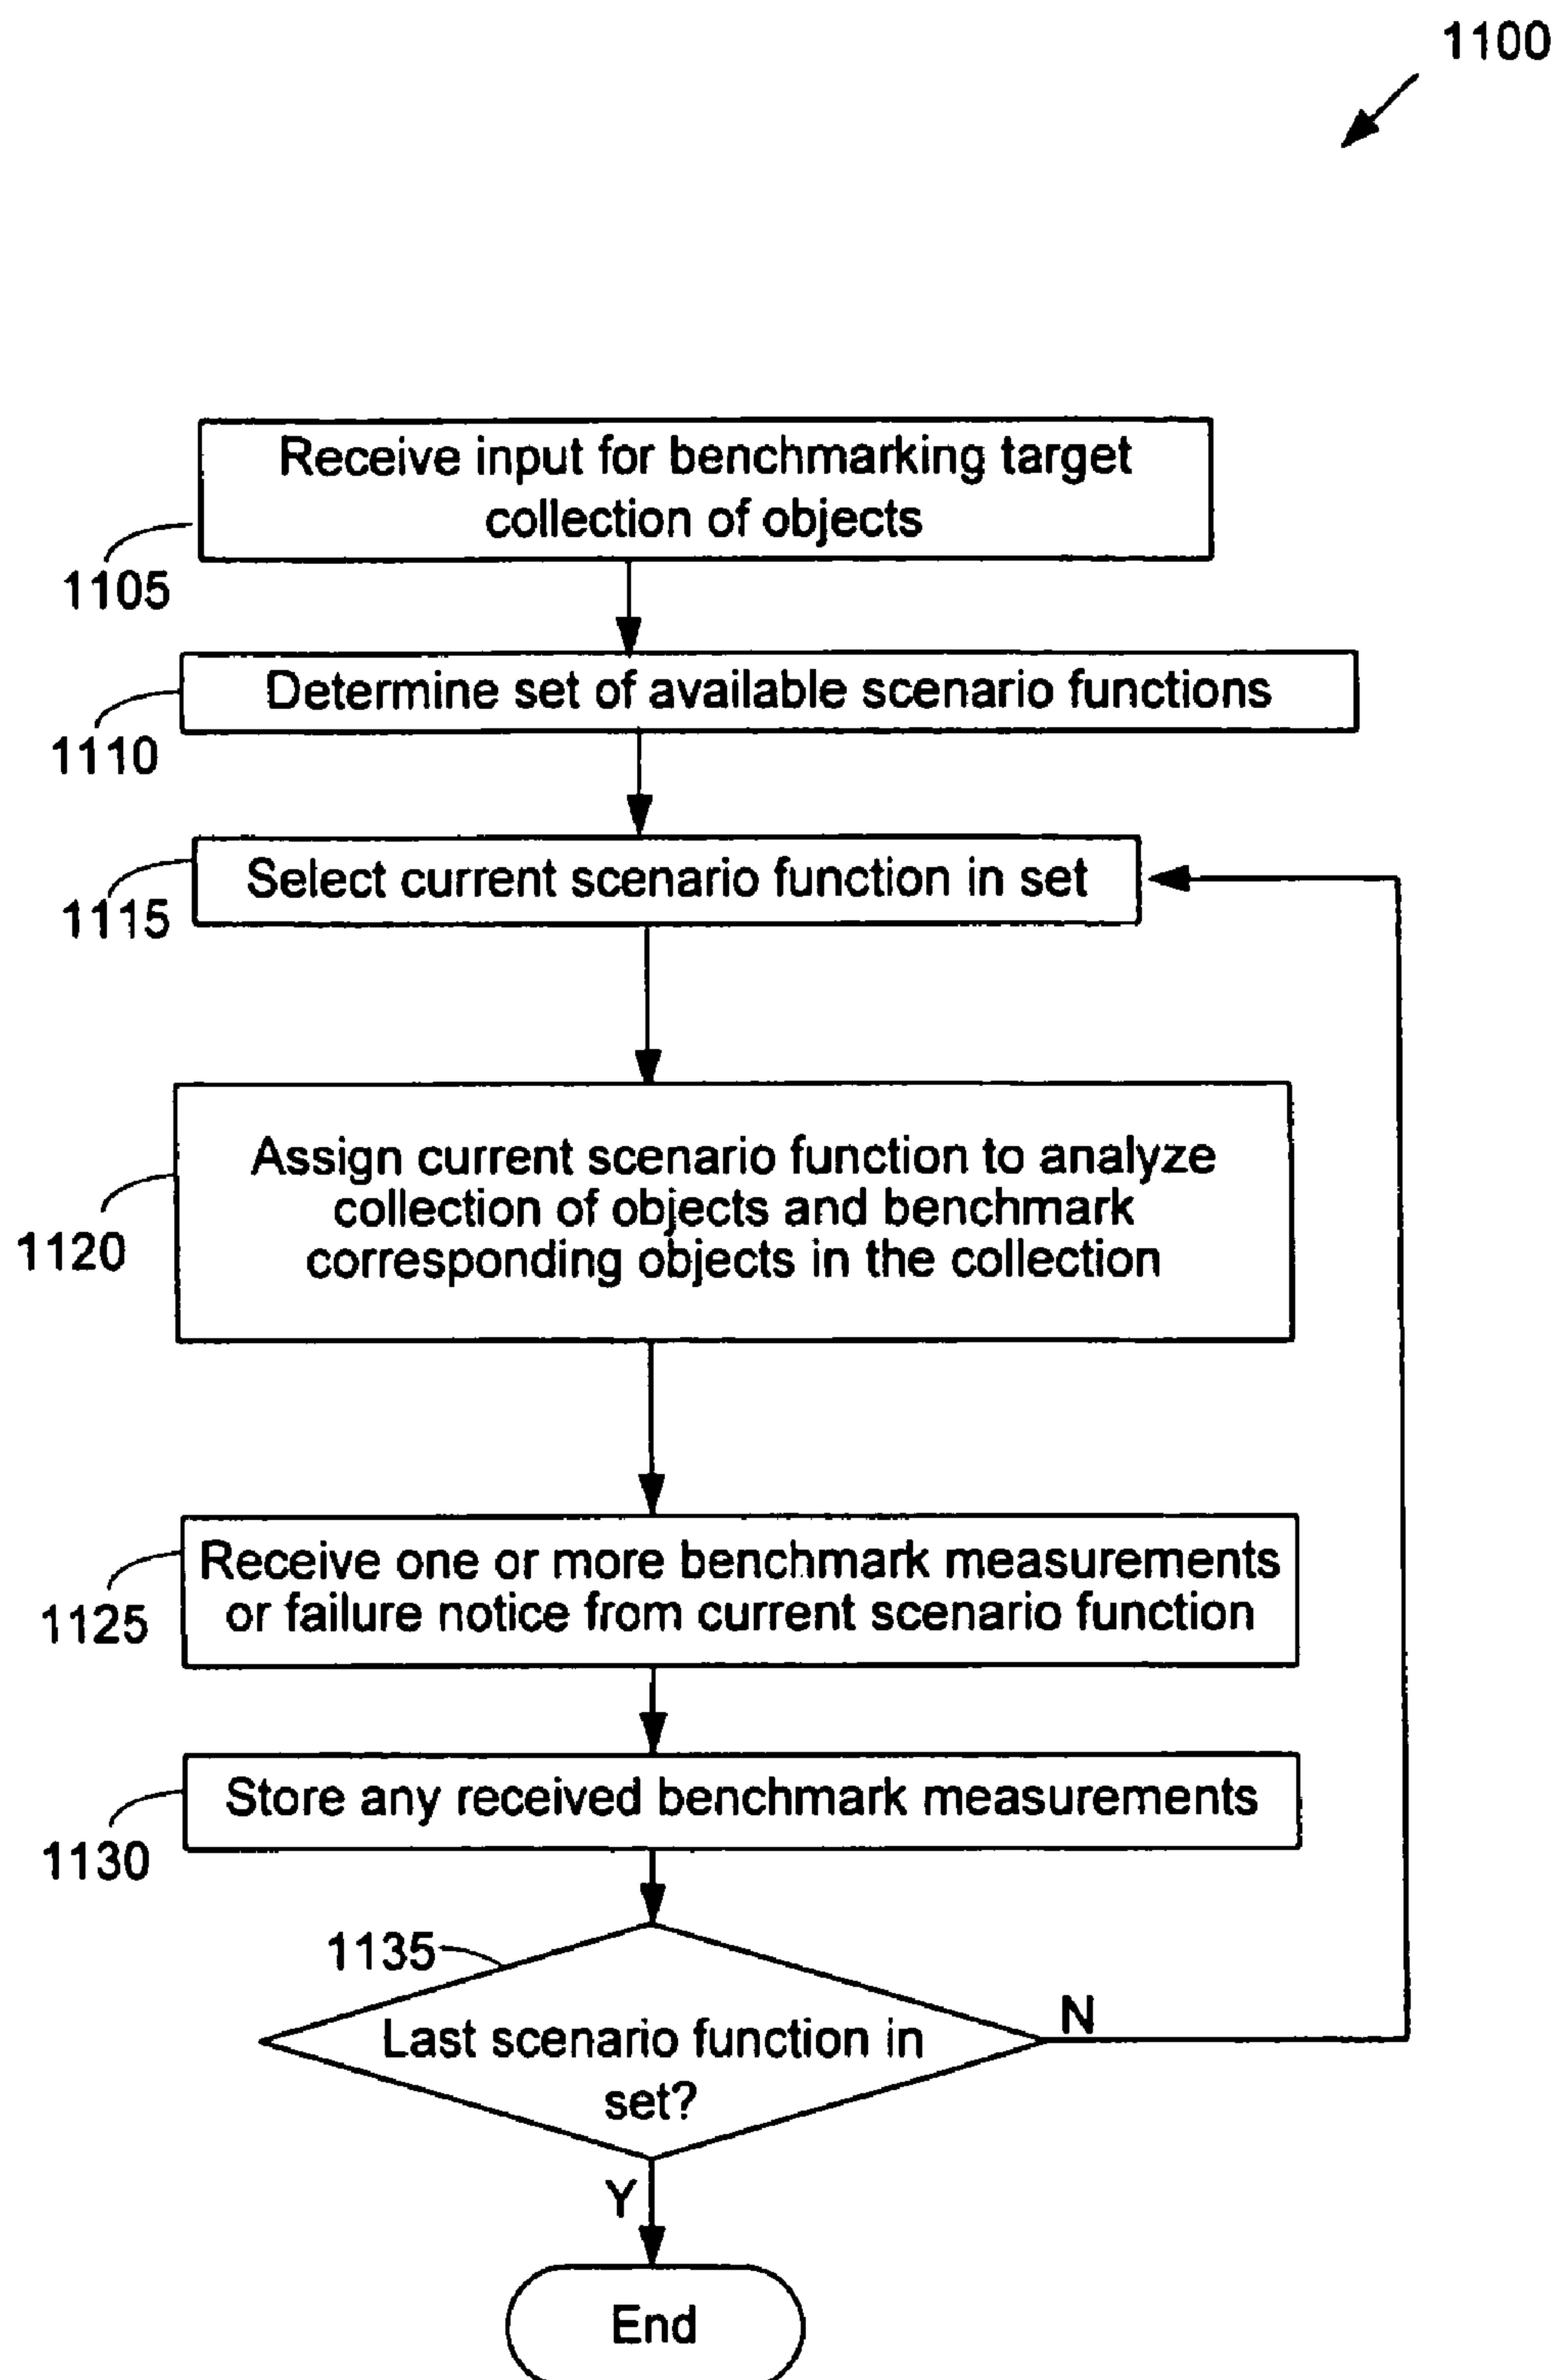 1100
Receive input for benchmarking target
collection of objects
1105
Determine set of available scenario functions
1110
Select current scenario function in set
1115
Assign current scenario function to analyze
collection of objects and benchmark
corresponding objects in the collection
1120
Receive one or more benchmark measurements
or failure notice from current scenario function
1125
Store any received benchmark measurements
1130
1135
Last scenario function in
set?
N
Y
End